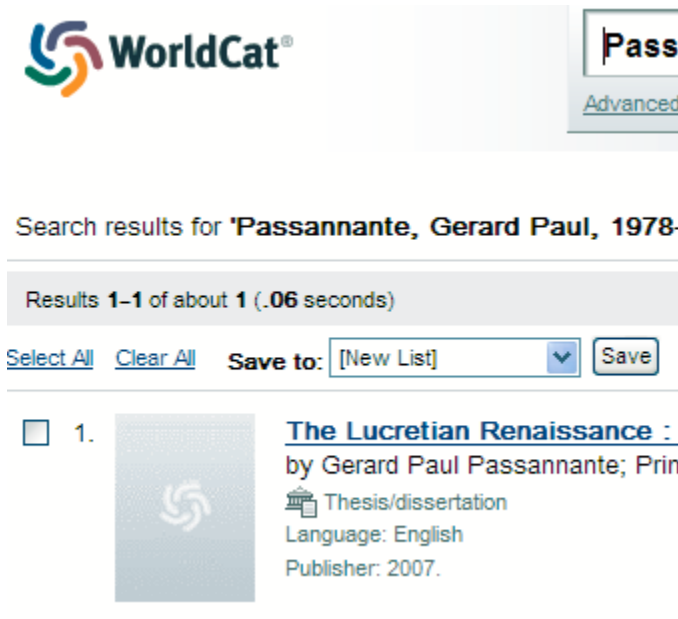 WorldCat®
Pass
Advanced
Search results for 'Passannante, Gerard Paul, 1978-
Results 1–1 of about 1 (.06 seconds)
Select All Clear All Save to: [New List] Save
1.
The Lucretian Renaissance :
by Gerard Paul Passannante; Prin
Thesis/dissertation
Language: English
Publisher: 2007.